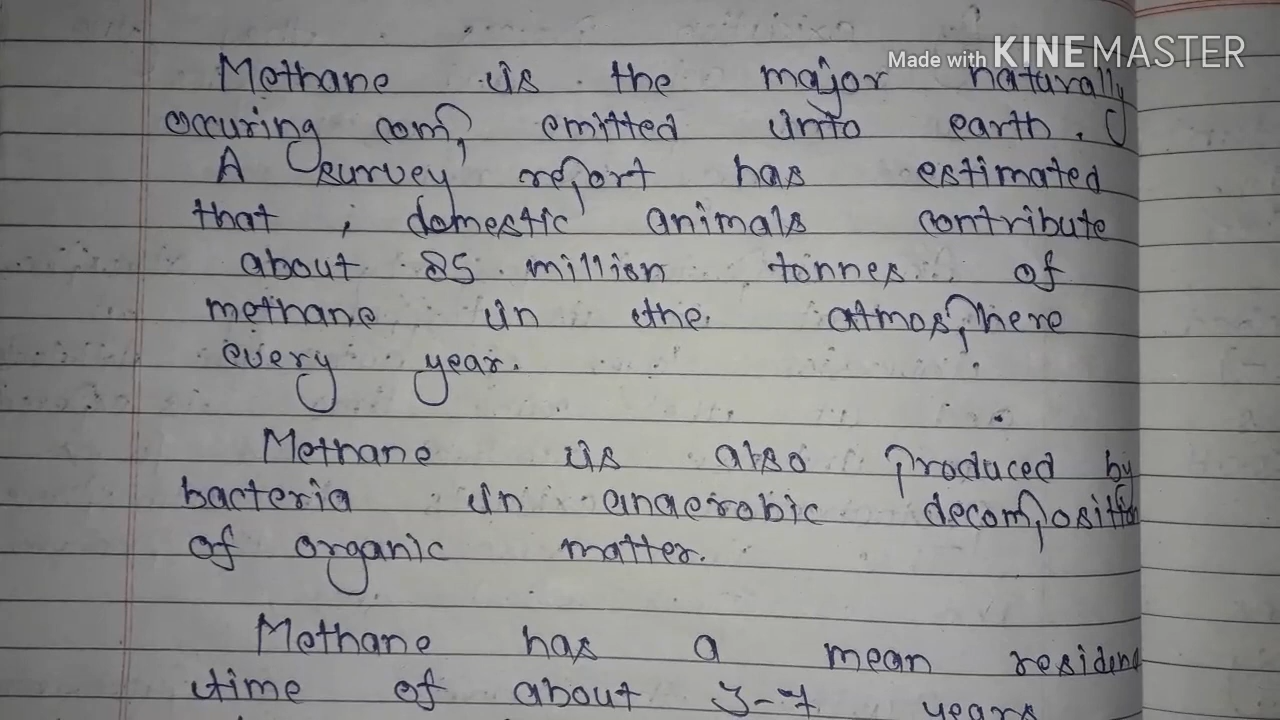 Made with KINEMASTER
Methane is the major naturally
occuring comp, emitted into earth.
A survey report has estimated
that, domestic animals contribute
about 85 million tonnes of
methane in the atmosphere
every year.
Methane is also produced by
bacteria in anaerobic decomposition
of organic matter.
Methane has a mean residenc
time of about 3-7 years